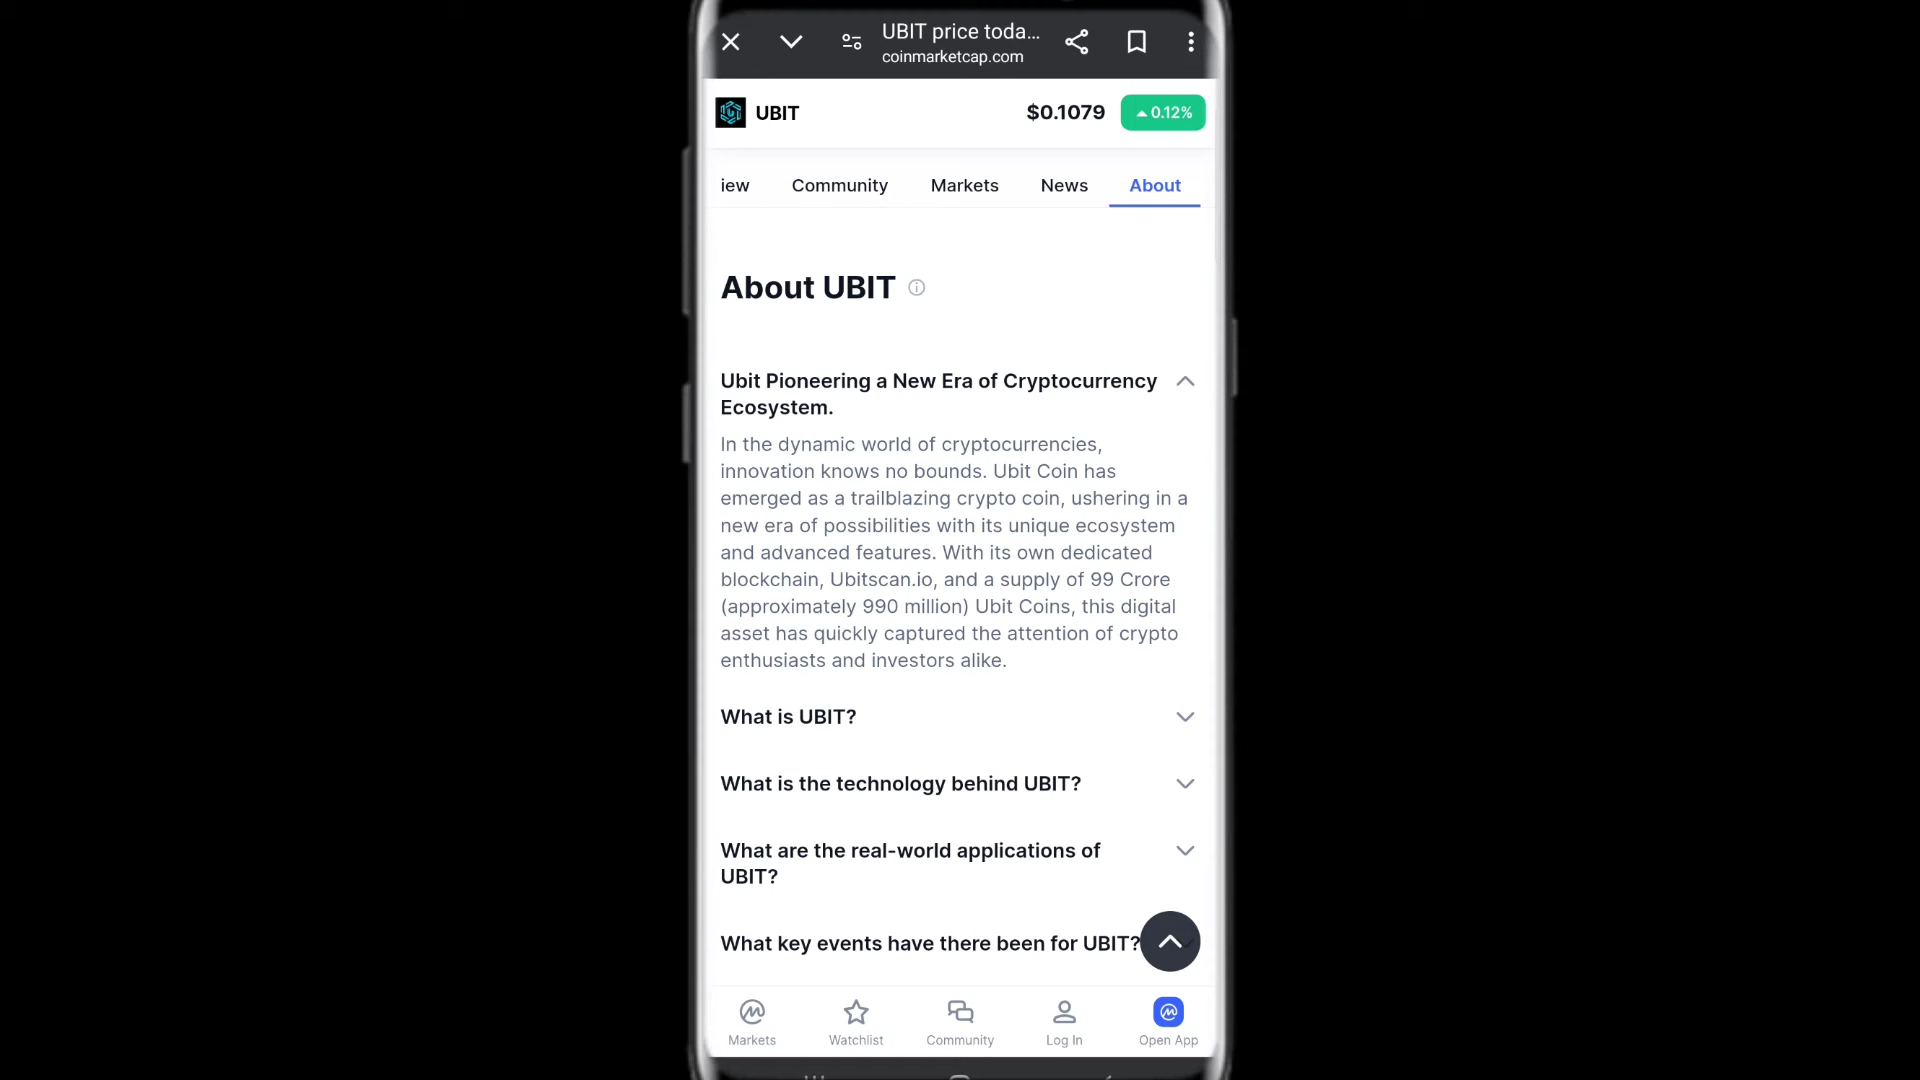 UBIT price toda...
coinmarketcap.com
UBIT
$0.1079
0.12%
iew
Community
Markets
News
About
About UBIT
Ubit Pioneering a New Era of Cryptocurrency
Ecosystem.
In the dynamic world of cryptocurrencies,
innovation knows no bounds. Ubit Coin has
emerged as a trailblazing crypto coin, ushering in a
new era of possibilities with its unique ecosystem
and advanced features. With its own dedicated
blockchain, Ubitscan.io, and a supply of 99 Crore
(approximately 990 million) Ubit Coins, this digital
asset has quickly captured the attention of crypto
enthusiasts and investors alike.
What is UBIT?
What is the technology behind UBIT?
What are the real-world applications of
UBIT?
What key events have there been for UBIT?
Markets
Watchlist
Community
Log In
Open App